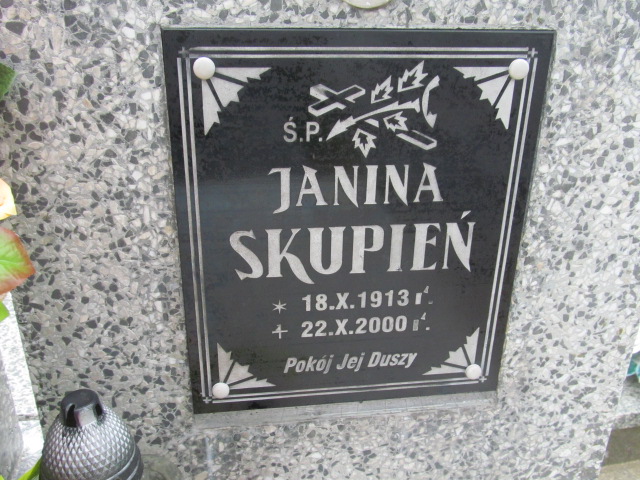 Ś.P.
JANINA
SKUPIEŃ
* 18.X.1913 r.
+ 22.X.2000 r.
Pokój Jej Duszy